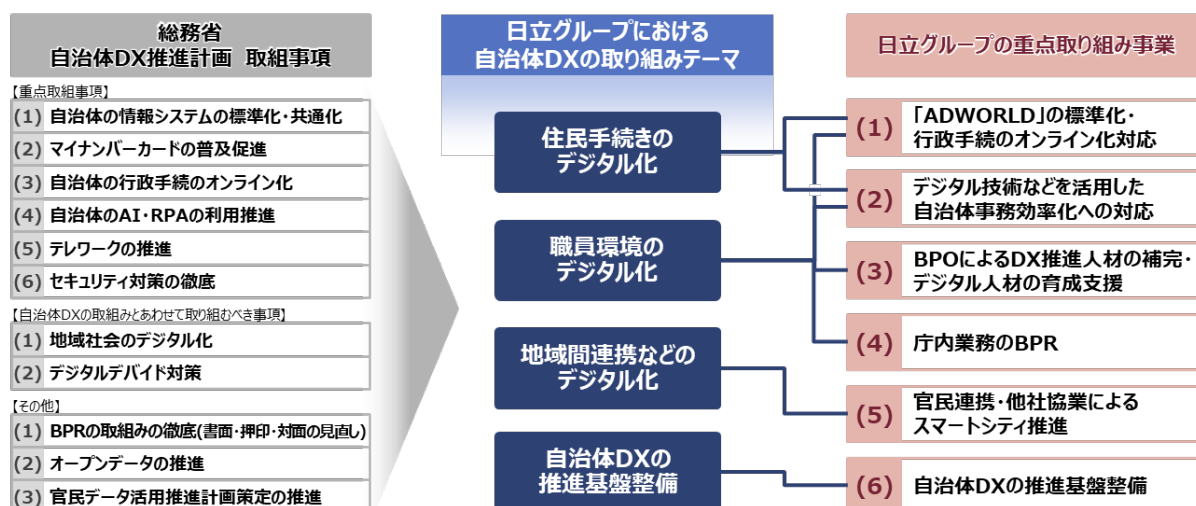 総務省
自治体DX推進計画 取組事項
【重点取組事項】
(1) 自治体の情報システムの標準化・共通化
(2) マイナンバーカードの普及促進
(3) 自治体の行政手続のオンライン化
(4) 自治体のAI・RPAの利用推進
(5) テレワークの推進
(6) セキュリティ対策の徹底
【自治体DXの取組みとあわせて取り組むべき事項】
(1) 地域社会のデジタル化
(2) デジタルデバイド対策
【その他】
(1) BPRの取組みの徹底(書面・押印・対面の見直し)
(2) オープンデータの推進
(3) 官民データ活用推進計画策定の推進
日立グループにおける
自治体DXの取り組みテーマ
住民手続きの
デジタル化
職員環境の
デジタル化
地域間連携などの
デジタル化
自治体DXの
推進基盤整備
日立グループの重点取り組み事業
(1) 「ADWORLD」の標準化・
行政手続のオンライン化対応
(2) デジタル技術などを活用した
自治体事務効率化への対応
(3) BPOによるDX推進人材の補完・
デジタル人材の育成支援
(4) 庁内業務のBPR
(5) 官民連携・他社協業による
スマートシティ推進
(6) 自治体DXの推進基盤整備